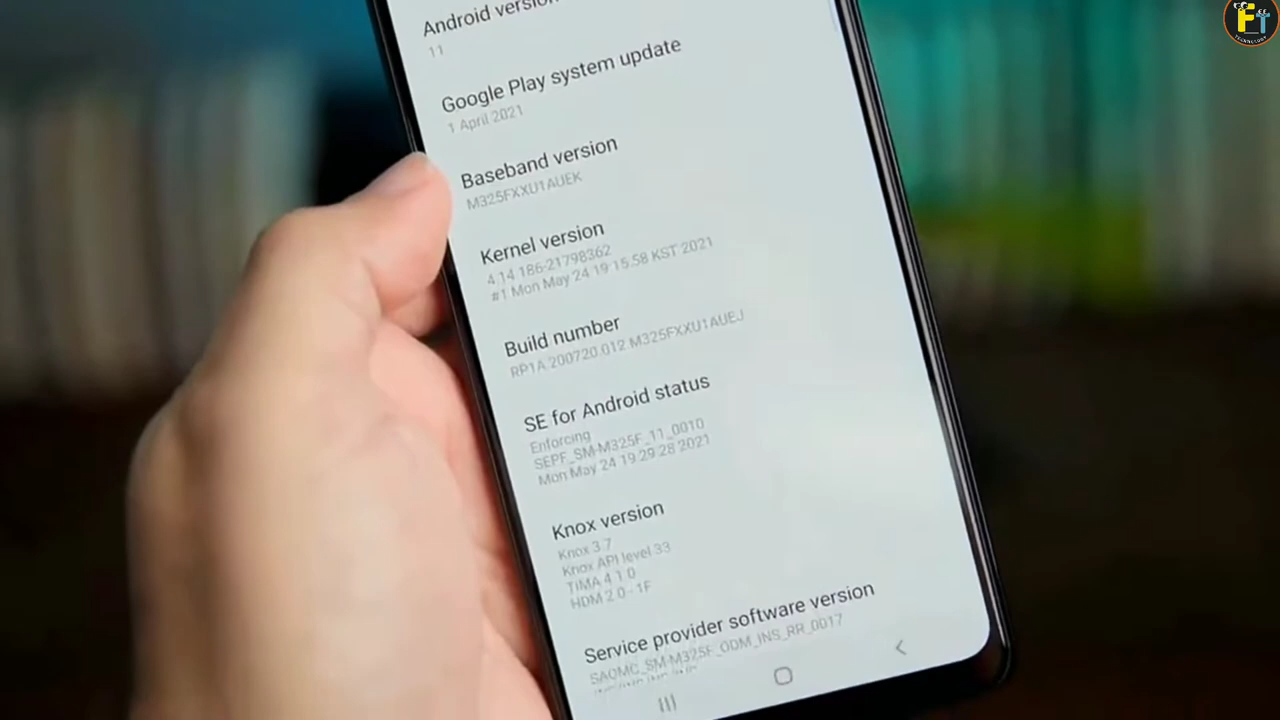 FT
TECHNOLOGY
Android version
11
Google Play system update
1 April 2021
Baseband version
M325FXXU1AUEK
Kernel version
4.14.186-21798362
#1 Mon May 24 19:15:58 KST 2021
Build number
RP1A.200720.012.M325FXXU1AUEJ
SE for Android status
Enforcing
SEPF_SM-M325F_11_0010
Mon May 24 19:29:28 2021
Knox version
Knox 3.7
Knox API level 33
TIMA 4.1.0
HDM 2.0 - 1F
Service provider software version
SAOMC_SM-M325F_ODM_INS_RR_0017